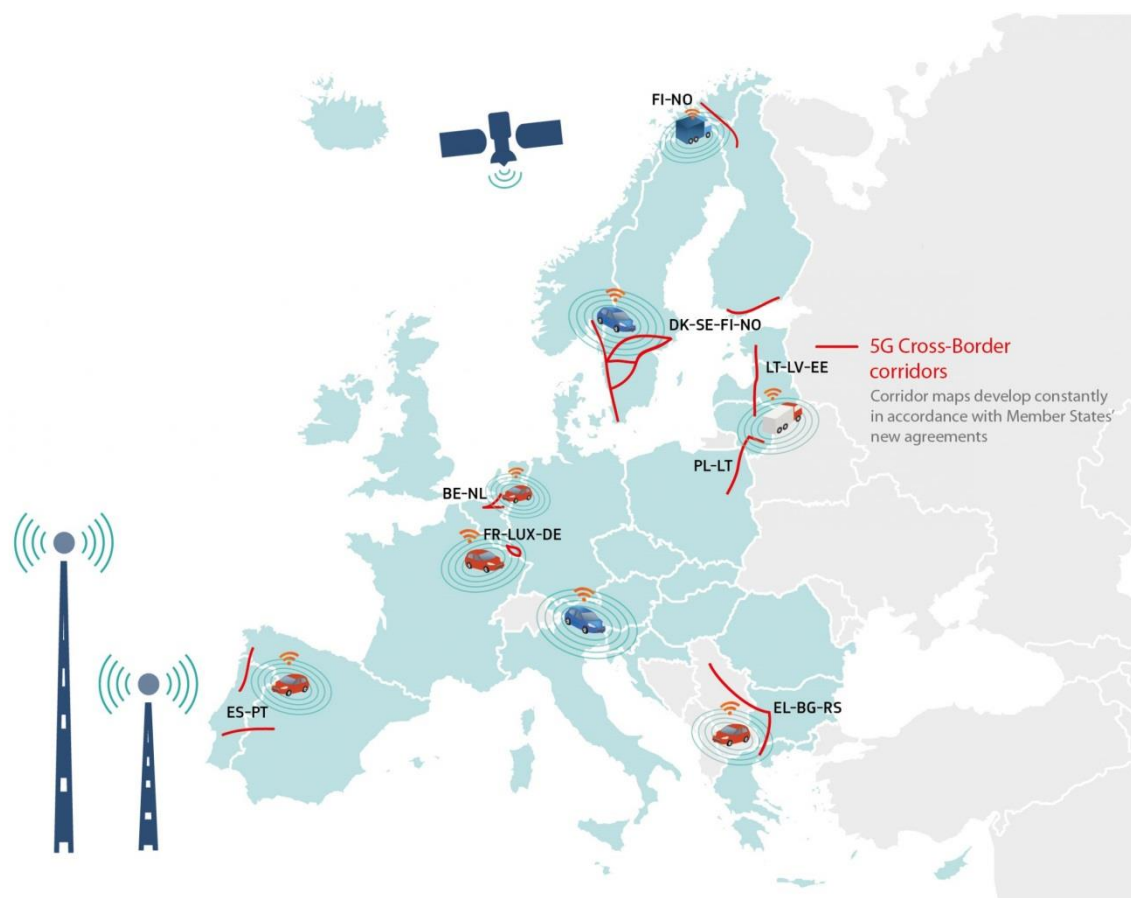 FI-NO
DK-SE-FI-NO
5G Cross-Border
corridors
Corridor maps develop constantly
in accordance with Member States'
new agreements
LT-LV-EE
PL-LT
BE-NL
FR-LUX-DE
ES-PT
EL-BG-RS